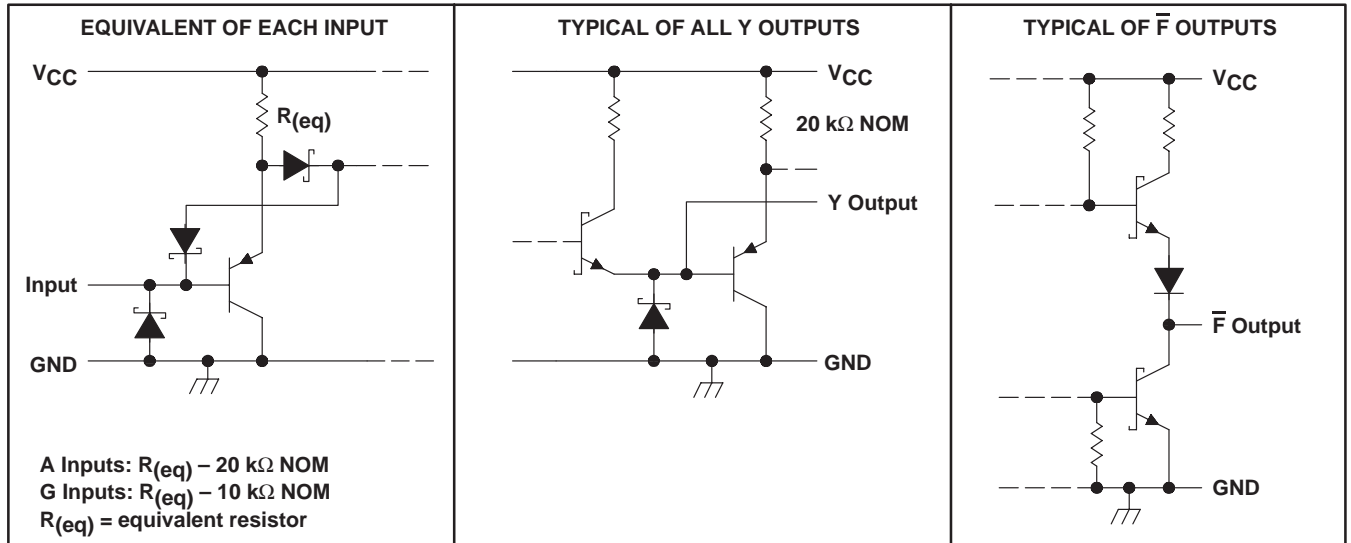 EQUIVALENT OF EACH INPUT
VCC
R(eq)
Input
GND
A Inputs: R(eq) – 20 kΩ NOM
G Inputs: R(eq) – 10 kΩ NOM
R(eq) = equivalent resistor
TYPICAL OF ALL Y OUTPUTS
VCC
20 kΩ NOM
Y Output
GND
TYPICAL OF F̅ OUTPUTS
VCC
F̅ Output
GND